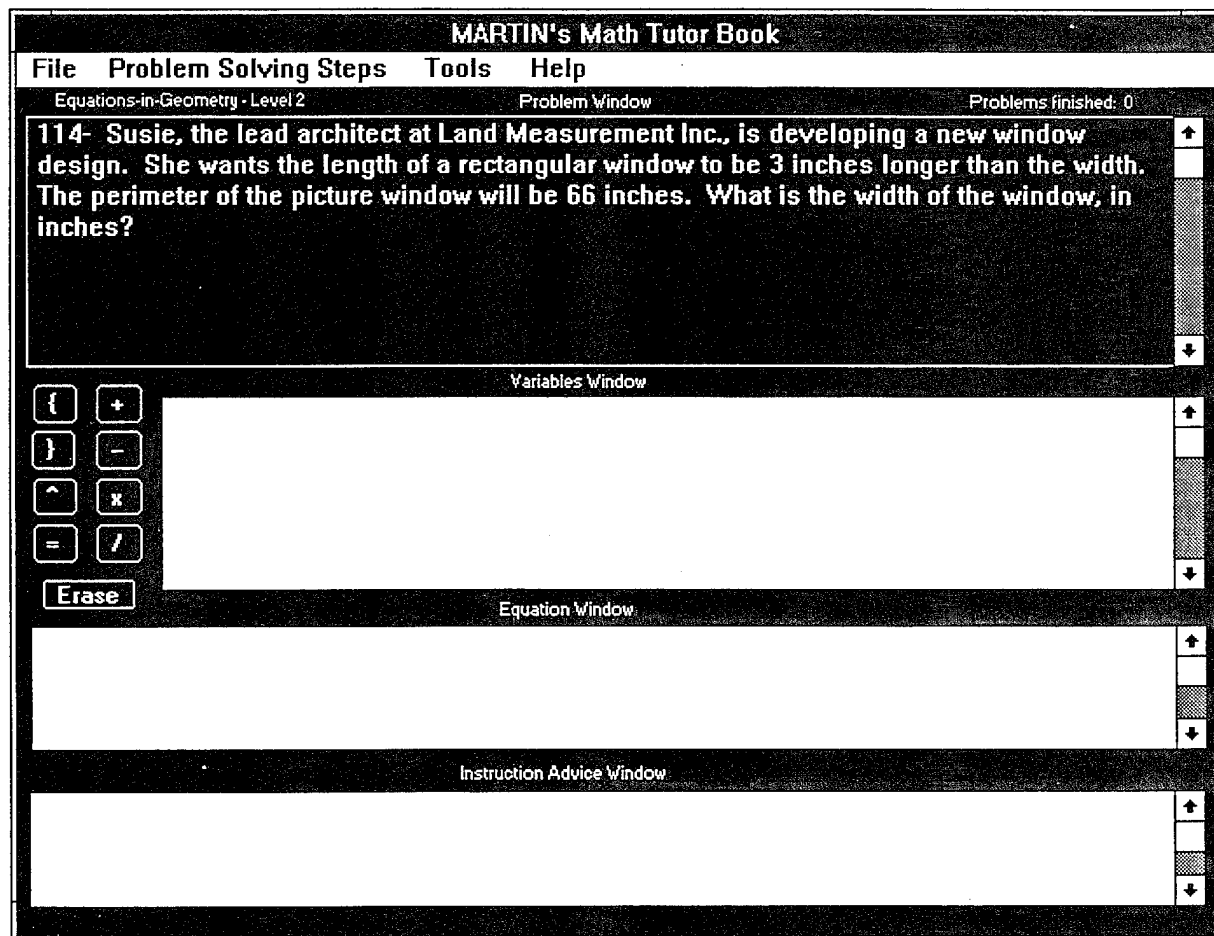 MARTIN's Math Tutor Book
File Problem Solving Steps Tools Help
Equations-in-Geometry - Level 2 Problem Window Problems finished: 0
114- Susie, the lead architect at Land Measurement Inc., is developing a new window
design. She wants the length of a rectangular window to be 3 inches longer than the width.
The perimeter of the picture window will be 66 inches. What is the width of the window, in
inches?
Variables Window
{ +
} -
^ x
= /
Erase
Equation Window
Instruction Advice Window